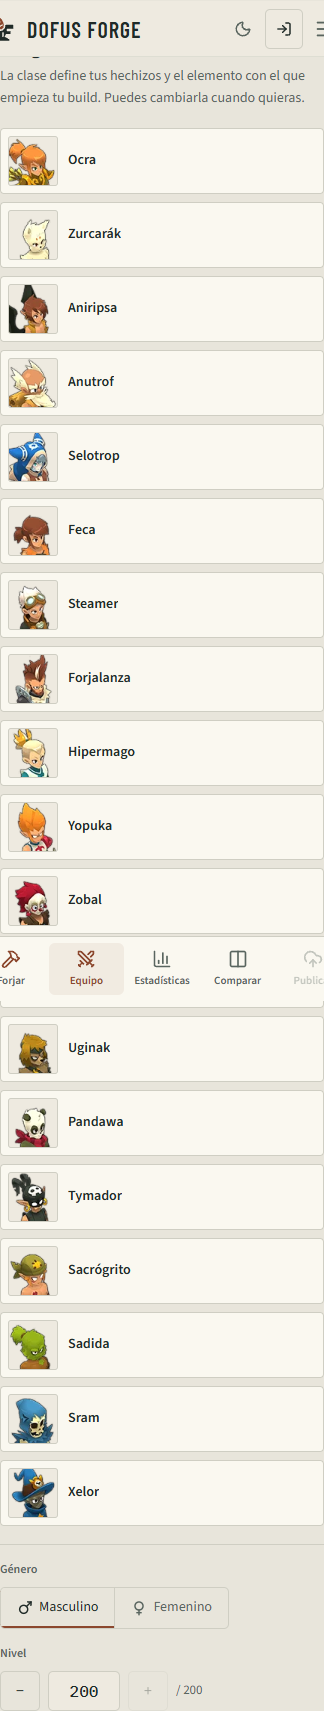 DOFUS FORGE
La clase define tus hechizos y el elemento con el que
empieza tu build. Puedes cambiarla cuando quieras.
Ocra
Zurcarák
Aniripsa
Anutrof
Selotrop
Feca
Steamer
Forjalanza
Hipermago
Yopuka
Zobal
Forjar
Equipo
Estadísticas
Comparar
Public
Uginak
Pandawa
Tymador
Sacrógrito
Sadida
Sram
Xelor
Género
Masculino
Femenino
Nivel
− 200 + / 200